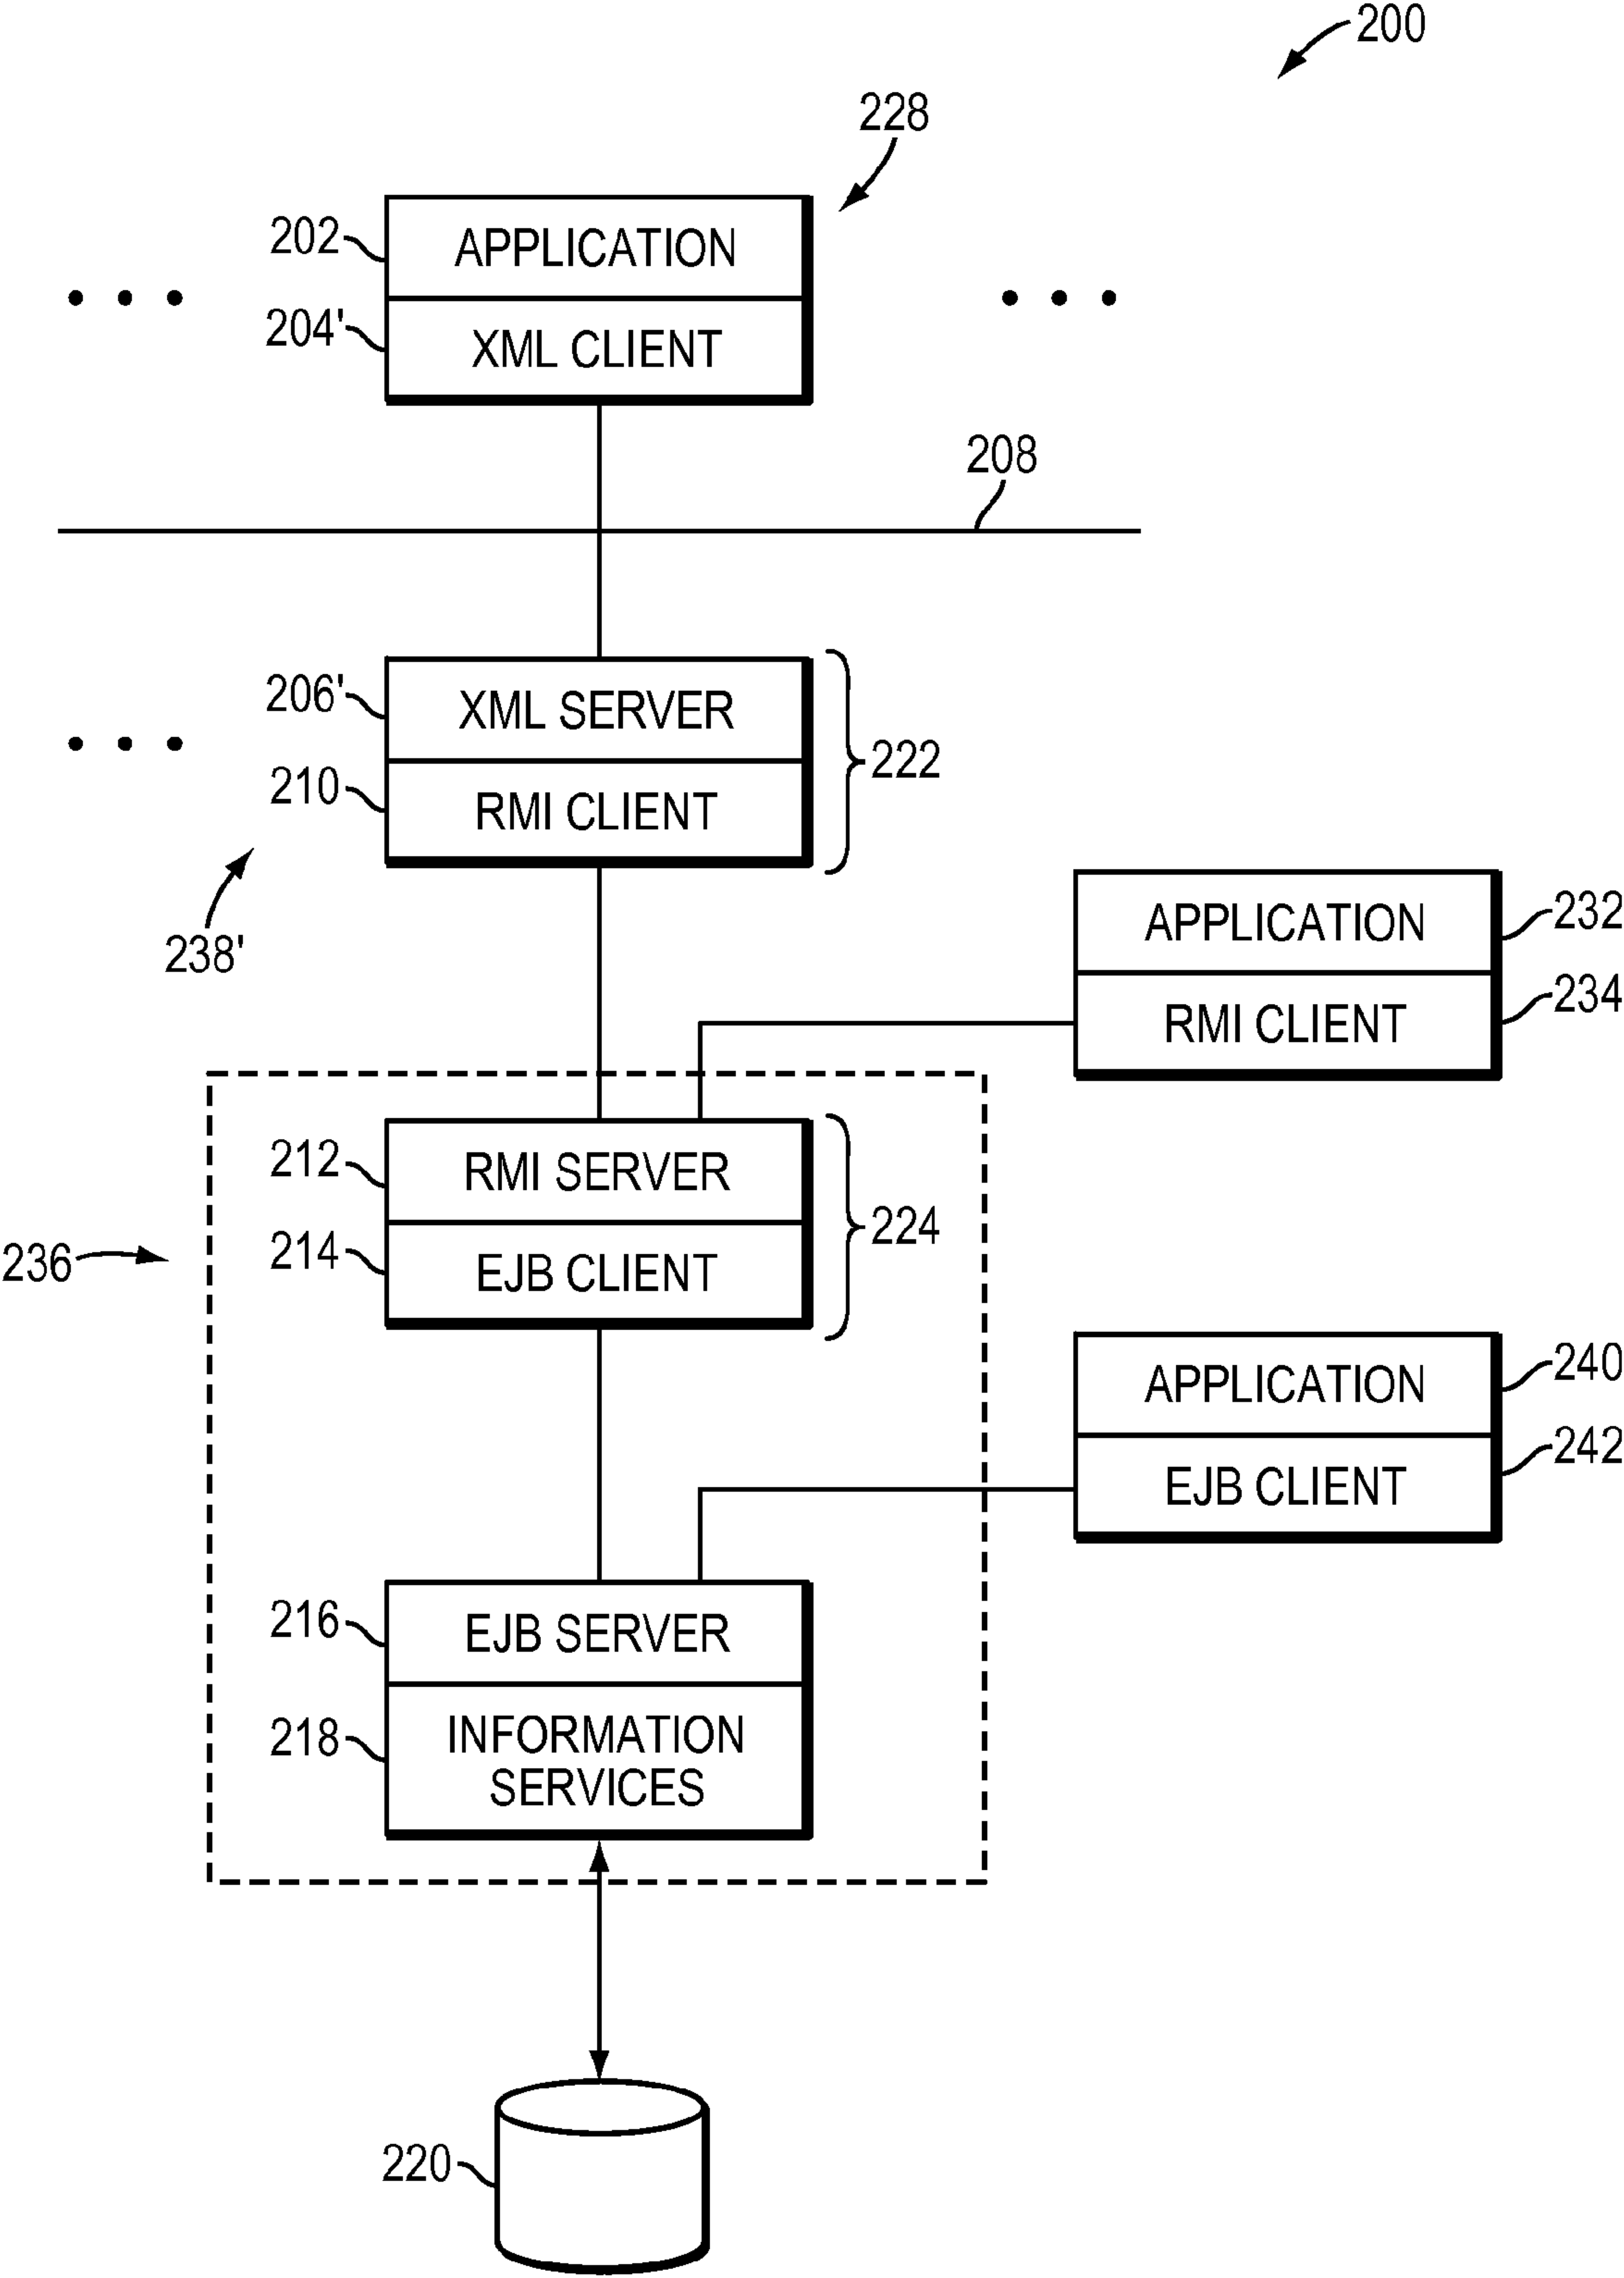 200
228
202
APPLICATION
204'
XML CLIENT
208
206'
XML SERVER
222
210
RMI CLIENT
238'
APPLICATION
232
RMI CLIENT
234
212
RMI SERVER
224
214
EJB CLIENT
236
APPLICATION
240
EJB CLIENT
242
216
EJB SERVER
218
INFORMATION
SERVICES
220